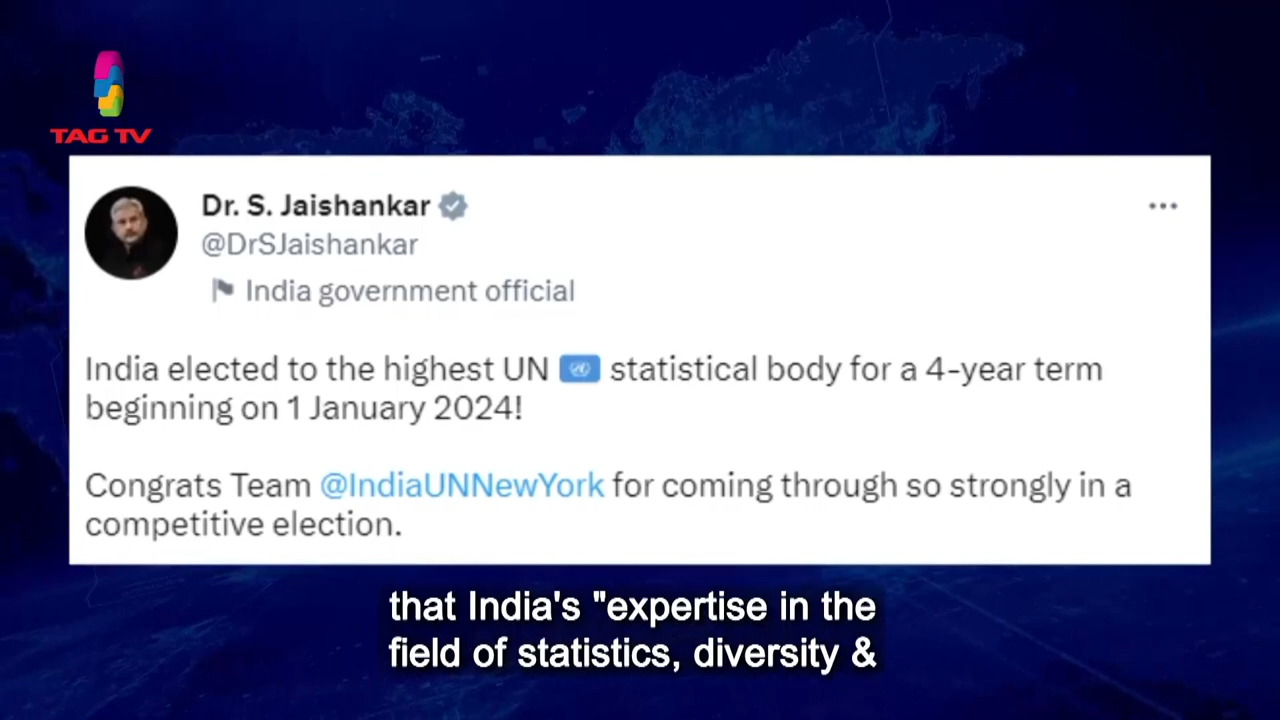 TAG TV
Dr. S. Jaishankar
@DrSJaishankar
India government official
India elected to the highest UN statistical body for a 4-year term
beginning on 1 January 2024!
Congrats Team @IndiaUNNewYork for coming through so strongly in a
competitive election.
that India's "expertise in the
field of statistics, diversity &